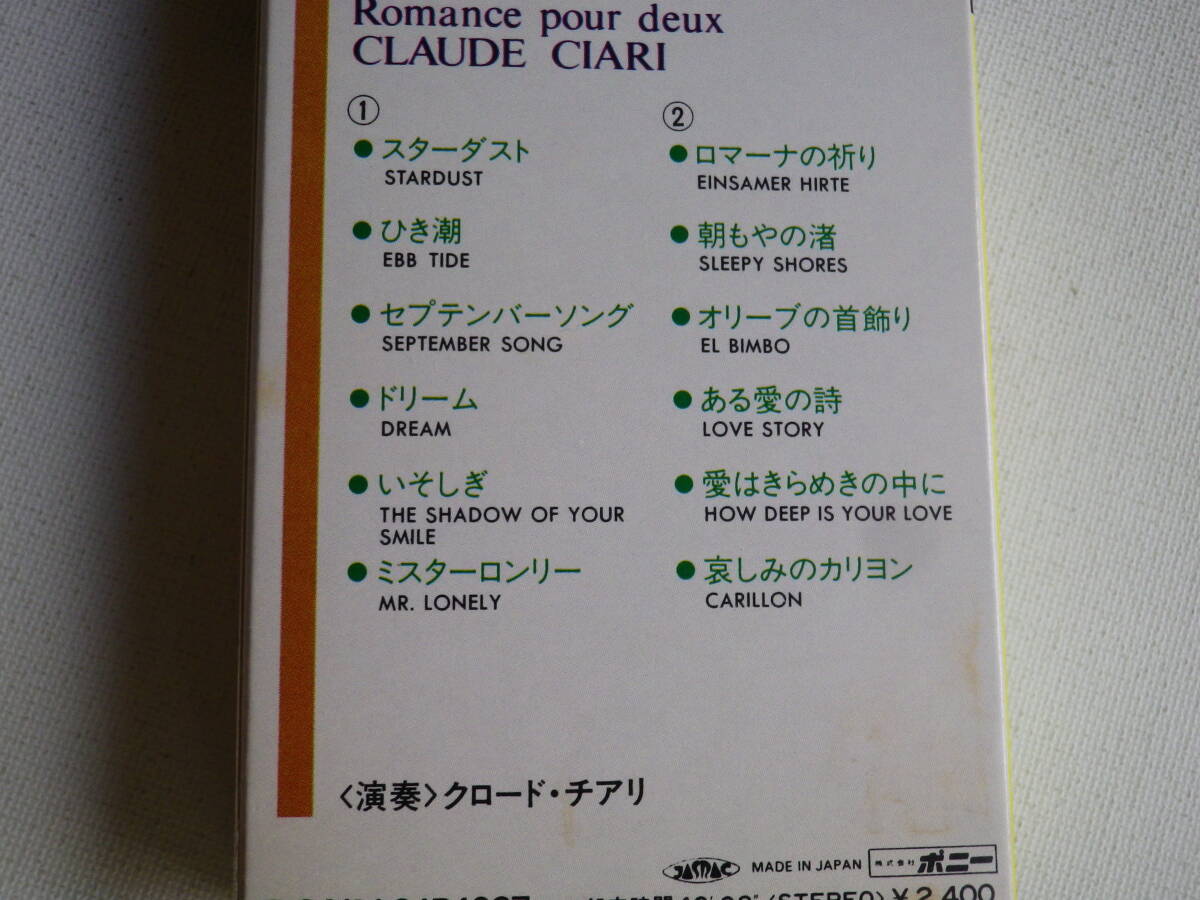 Romance pour deux
CLAUDE CIARI
①
● スターダスト
STARDUST
● ひき潮
EBB TIDE
● セプテンバーソング
SEPTEMBER SONG
● ドリーム
DREAM
● いそしぎ
THE SHADOW OF YOUR
SMILE
● ミスターロンリー
MR. LONELY
②
● ロマーナの祈り
EINSAMER HIRTE
● 朝もやの渚
SLEEPY SHORES
● オリーブの首飾り
EL BIMBO
● ある愛の詩
LOVE STORY
● 愛はきらめきの中に
HOW DEEP IS YOUR LOVE
● 哀しみのカリヨン
CARILLON
〈演奏〉クロード・チアリ
JASRAC MADE IN JAPAN 株式会社 ポニー
〈STEREO〉 ¥2,400